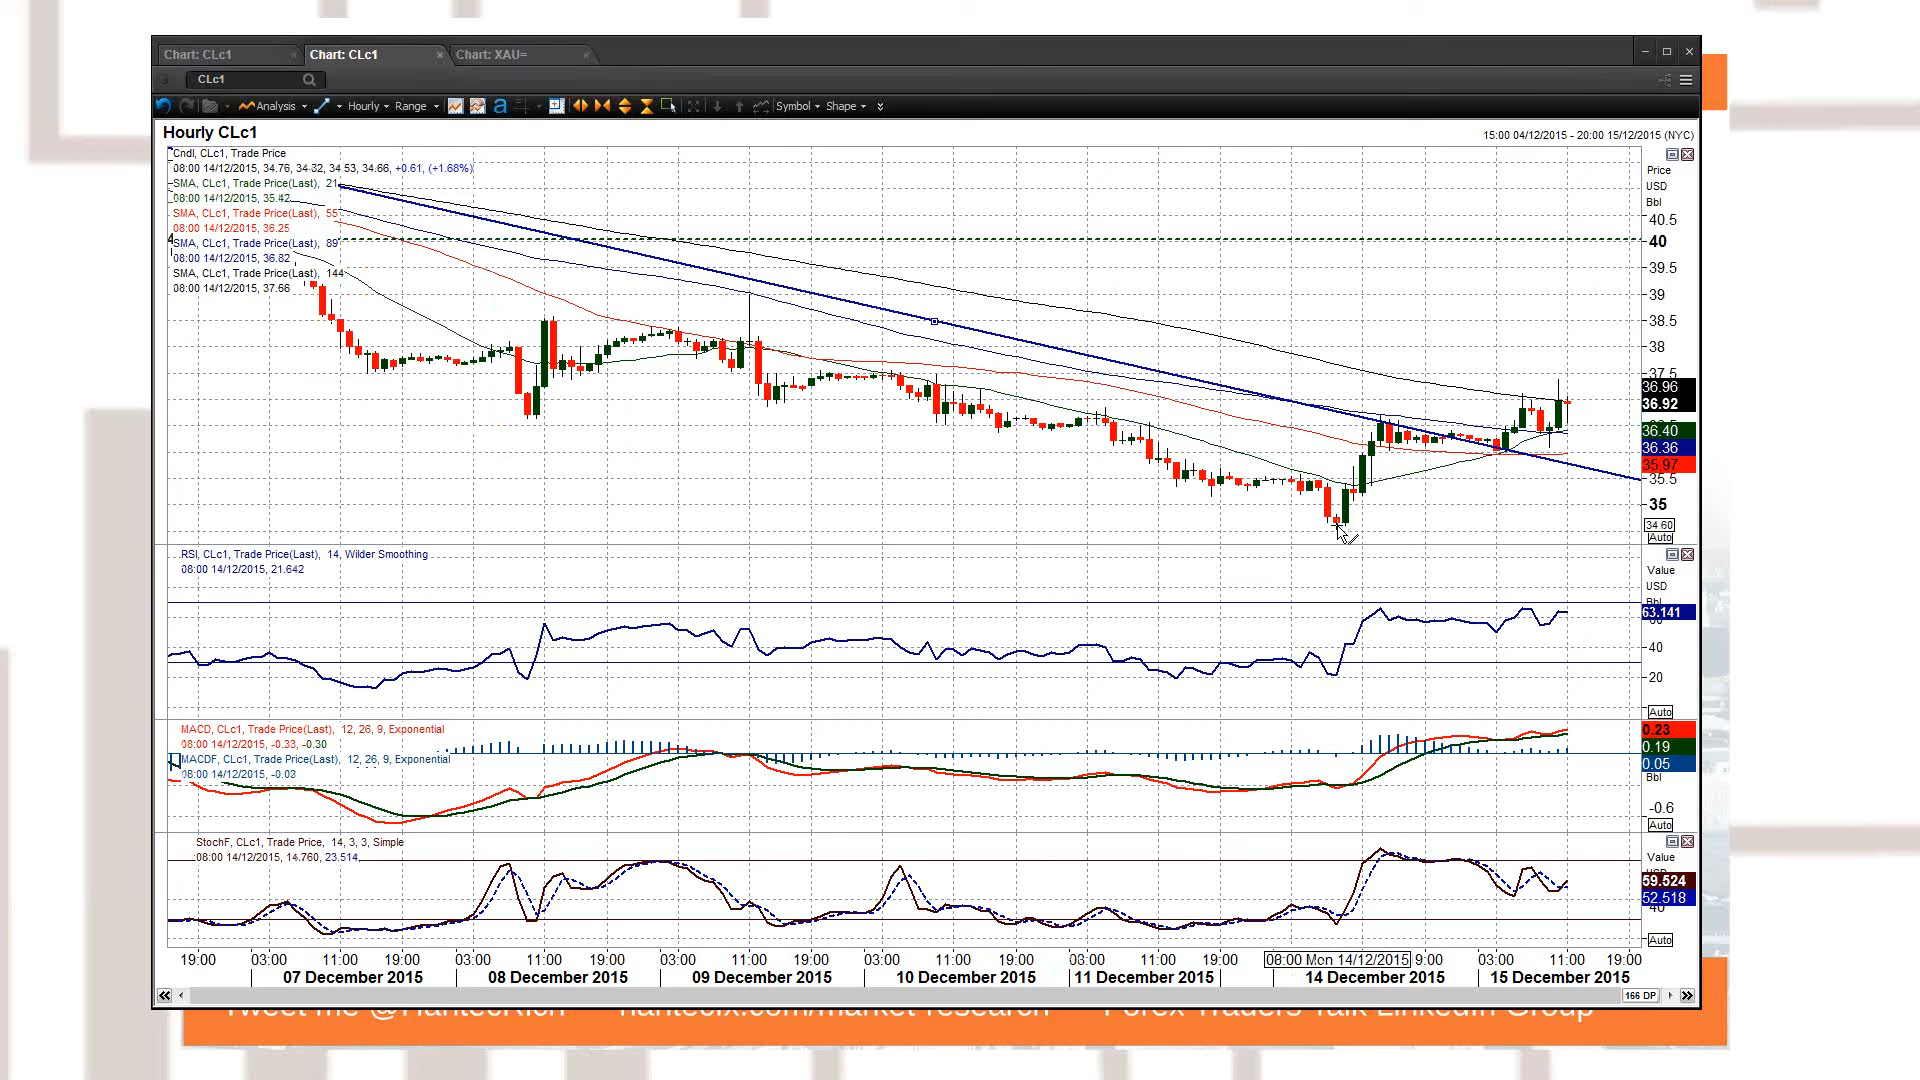 Chart: CLc1
Chart: CLc1
Chart: XAU=
CLc1
Analysis
Hourly
Range
a
Symbol
Shape
Hourly CLc1
15:00 04/12/2015 - 20:00 15/12/2015 (NYC)
Cndl, CLc1, Trade Price
08:00 14/12/2015, 34.76, 34.82, 34.53, 34.66, +0.61, (+1.68%)
SMA, CLc1, Trade Price(Last), 21
08:00 14/12/2015, 35.42
SMA, CLc1, Trade Price(Last), 55
08:00 14/12/2015, 36.25
SMA, CLc1, Trade Price(Last), 89
08:00 14/12/2015, 36.82
SMA, CLc1, Trade Price(Last), 144
08:00 14/12/2015, 37.66
Price
USD
Bbl
40.5
40
39.5
39
38.5
38
37.5
36.96
36.92
36.40
36.36
35.97
35.5
35
34.60
Auto
RSI, CLc1, Trade Price(Last), 14, Wilder Smoothing
08:00 14/12/2015, 21.642
Value
USD
Bbl
63.141
40
20
Auto
MACD, CLc1, Trade Price(Last), 12, 26, 9, Exponential
08:00 14/12/2015, -0.33, -0.30
MACDF, CLc1, Trade Price(Last), 12, 26, 9, Exponential
08:00 14/12/2015, -0.03
0.23
0.19
0.05
Bbl
-0.6
Auto
StochF, CLc1, Trade Price, 14, 3, 3, Simple
08:00 14/12/2015, 14.760, 23.514
Value
59.524
52.518
40
Auto
19:00 03:00 11:00 19:00 03:00 11:00 19:00 03:00 11:00 19:00 03:00 11:00 19:00 03:00 11:00 19:00 08:00 Mon 14/12/2015 9:00 03:00 11:00 19:00
07 December 2015 08 December 2015 09 December 2015 10 December 2015 11 December 2015 14 December 2015 15 December 2015
166 DP
Tweet me @HantecRich hantecfx.com/market-research Forex Traders Talk LinkedIn Group